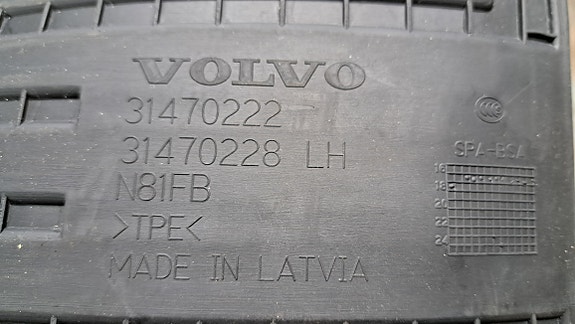 VOLVO
31470222
31470228 LH
N81FB
>TPE<
MADE IN LATVIA
SPA-BSA
16
18
20
22
24